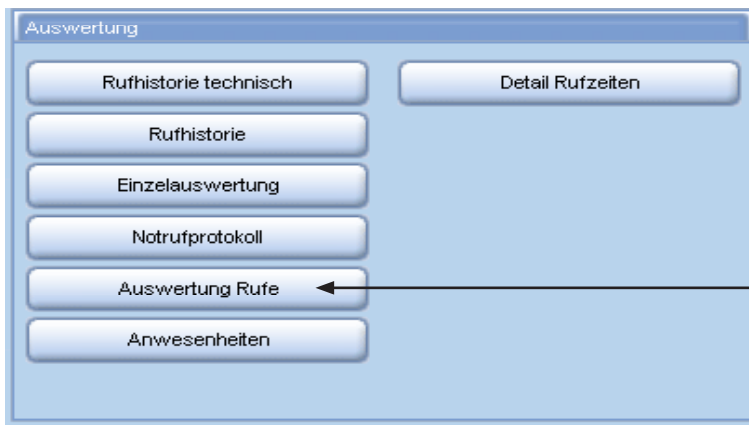 Auswertung
Rufhistorie technisch
Detail Rufzeiten
Rufhistorie
Einzelauswertung
Notrufprotokoll
Auswertung Rufe
Anwesenheiten